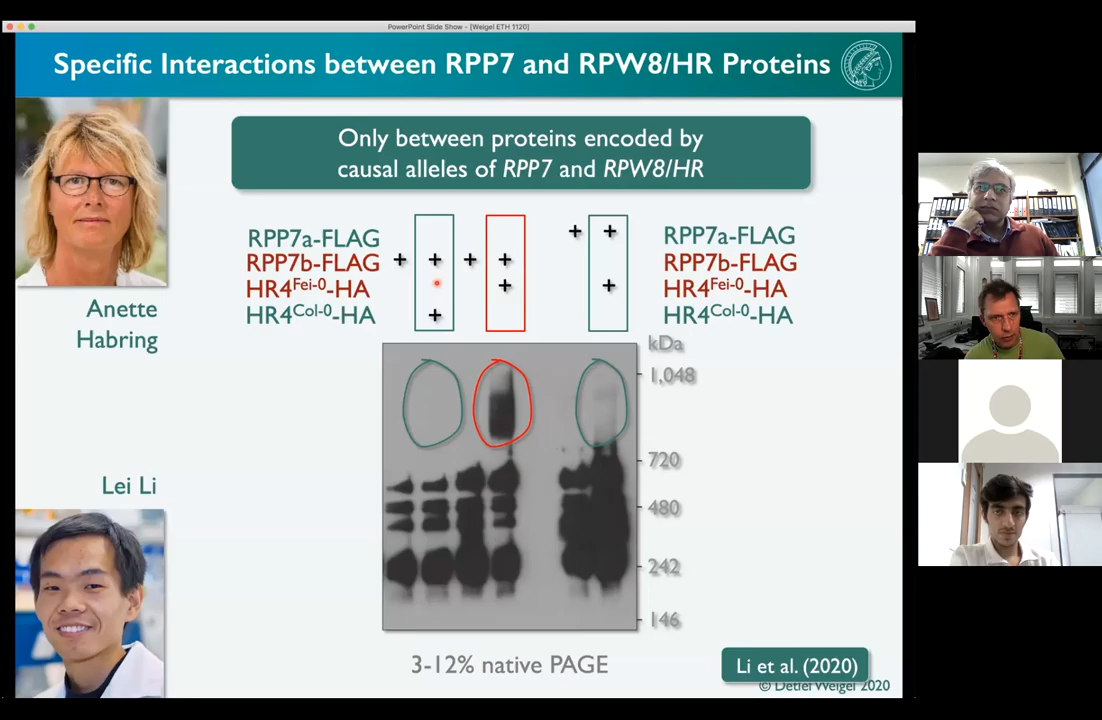 PowerPoint Slide Show - [Weigel ETH 1120]
Specific Interactions between RPP7 and RPW8/HR Proteins
Only between proteins encoded by
causal alleles of RPP7 and RPW8/HR
RPP7a-FLAG
RPP7b-FLAG
HR4Fei-0-HA
HR4Col-0-HA
+ +
+ + + +
+ +
+
RPP7a-FLAG
RPP7b-FLAG
HR4Fei-0-HA
HR4Col-0-HA
Anette
Habring
kDa
1,048
720
480
242
146
Lei Li
3-12% native PAGE
Li et al. (2020)
© Detlef Weigel 2020